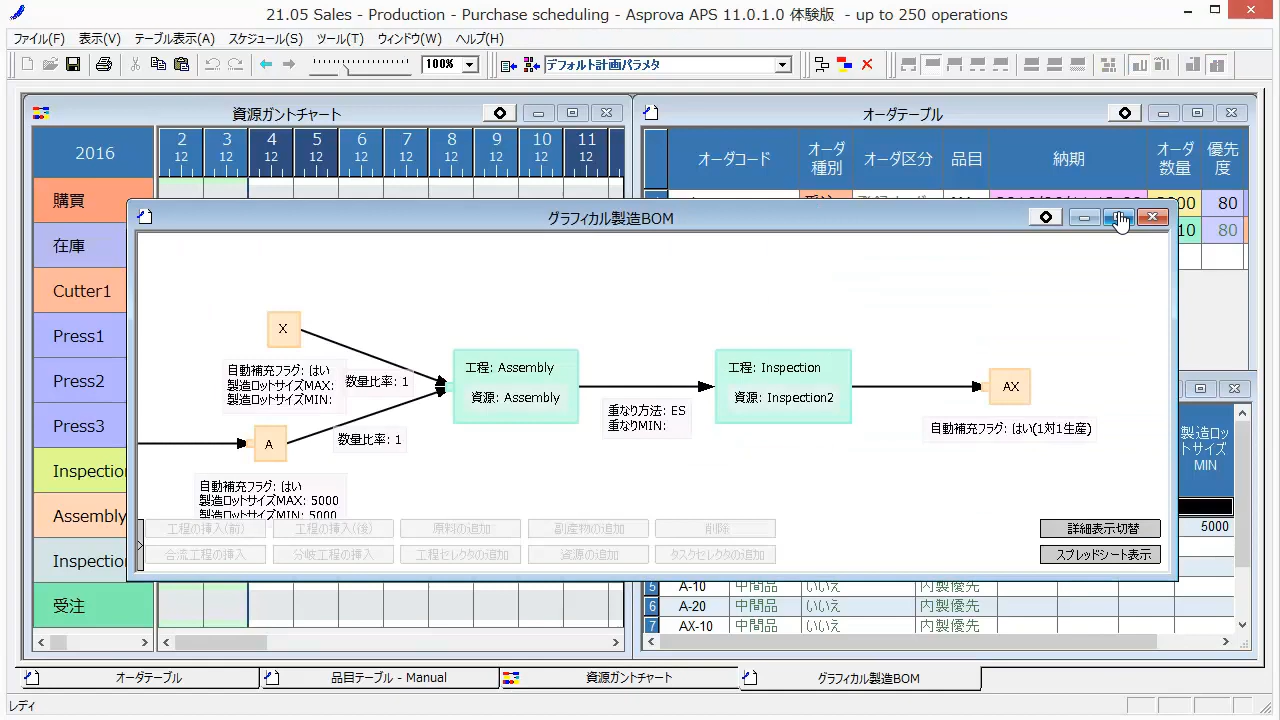 21.05 Sales - Production - Purchase scheduling - Asprova APS 11.0.1.0 体験版 - up to 250 operations
ファイル(F) 表示(V) テーブル表示(A) スケジュール(S) ツール(T) ウィンドウ(W) ヘルプ(H)
100% デフォルト計画パラメタ
資源ガントチャート
2016
2 3 4 5 6 7 8 9 10 11
12 12 12 12 12 12 12 12 12 12
購買
在庫
Cutter1
Press1
Press2
Press3
Inspectio
Assembly
Inspectio
受注
オーダテーブル
オーダコード オーダ種別 オーダ区分 品目 納期 オーダ数量 優先度
00 80
10 80
グラフィカル製造BOM
X
自動補充フラグ: はい
製造ロットサイズMAX:
製造ロットサイズMIN:
数量比率: 1
A
数量比率: 1
自動補充フラグ: はい
製造ロットサイズMAX: 5000
製造ロットサイズMIN: 5000
工程: Assembly
資源: Assembly
重なり方法: ES
重なりMIN:
工程: Inspection
資源: Inspection2
AX
自動補充フラグ: はい(1対1生産)
工程の挿入(前) 工程の挿入(後) 原料の追加 副産物の追加 削除 詳細表示切替
合流工程の挿入 分岐工程の挿入 工程セレクタの追加 資源の追加 タスクセレクタの追加 スプレッドシート表示
製造ロットサイズMIN
5000
5 A-10 中間品 いいえ 内製優先
6 A-20 中間品 いいえ 内製優先
7 AX-10 中間品 いいえ 内製優先
オーダテーブル 品目テーブル - Manual 資源ガントチャート グラフィカル製造BOM
レディ